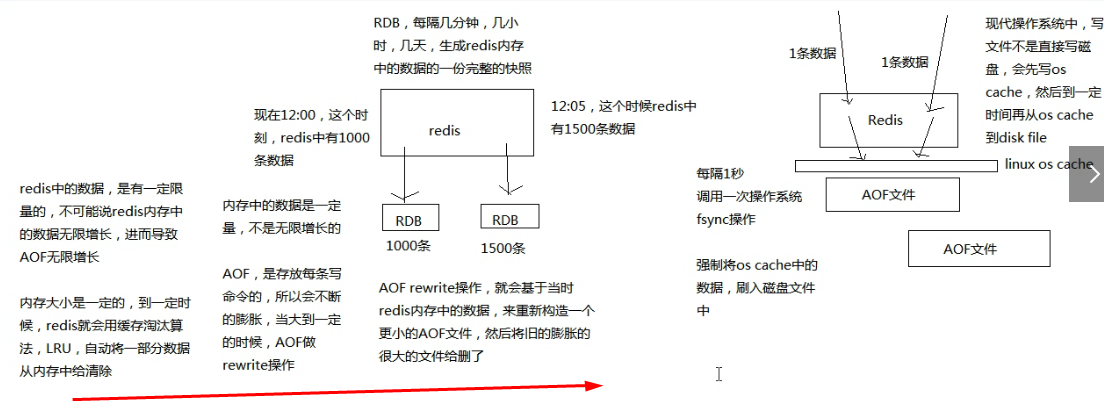 RDB，每隔几分钟，几小
时，几天，生成redis内存
中的数据的一份完整的快照
现在12:00，这个时
刻，redis中有1000
条数据
redis
12:05，这个时候redis中
有1500条数据
RDB
RDB
1000条
1500条
redis中的数据，是有一定限
量的，不可能说redis内存中
的数据无限增长，进而导致
AOF无限增长
内存大小是一定的，到一定时
候，redis就会用缓存淘汰算
法，LRU，自动将一部分数据
从内存中给清除
内存中的数据是一定
量，不是无限增长的
AOF，是存放每条写
命令的，所以会不断
的膨胀，当大到一定
的时候，AOF做
rewrite操作
AOF rewrite操作，就会基于当时
redis内存中的数据，来重新构造一个
更小的AOF文件，然后将旧的膨胀的
很大的文件给删了
1条数据
1条数据
Redis
现代操作系统中，写
文件不是直接写磁
盘，会先写os
cache，然后到一定
时间再从os cache
到disk file
linux os cache
每隔1秒
调用一次操作系统
fsync操作
强制将os cache中的
数据，刷入磁盘文件
中
AOF文件
AOF文件